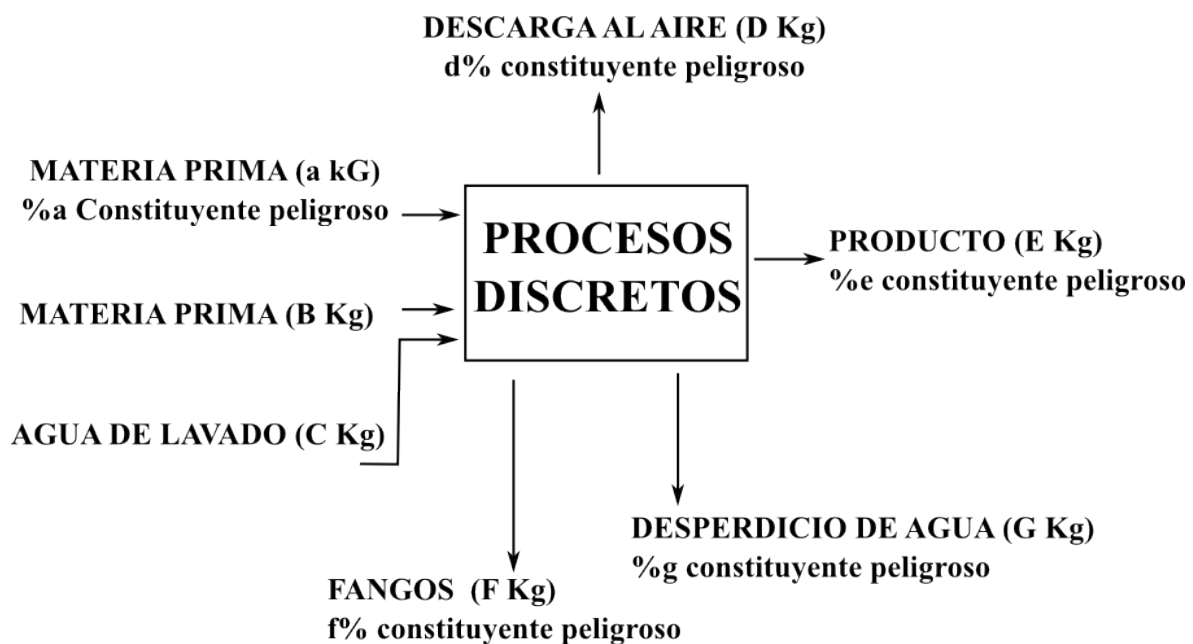 DESCARGA AL AIRE (D Kg)
d% constituyente peligroso
MATERIA PRIMA (a kG)
%a Constituyente peligroso
PROCESOS
DISCRETOS
PRODUCTO (E Kg)
%e constituyente peligroso
MATERIA PRIMA (B Kg)
AGUA DE LAVADO (C Kg)
DESPERDICIO DE AGUA (G Kg)
%g constituyente peligroso
FANGOS (F Kg)
f% constituyente peligroso